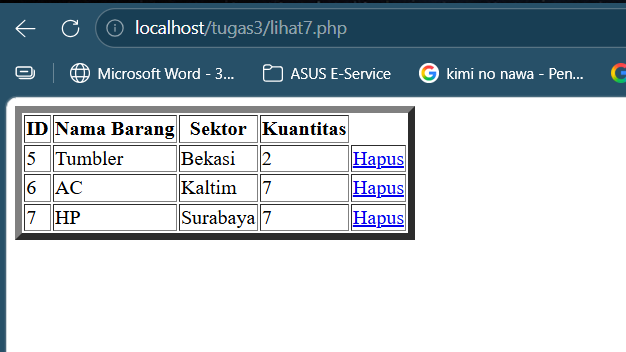 localhost/tugas3/lihat7.php
Microsoft Word - 3... ASUS E-Service kimi no nawa - Pen...
ID Nama Barang Sektor Kuantitas
5 Tumbler Bekasi 2 Hapus
6 AC Kaltim 7 Hapus
7 HP Surabaya 7 Hapus